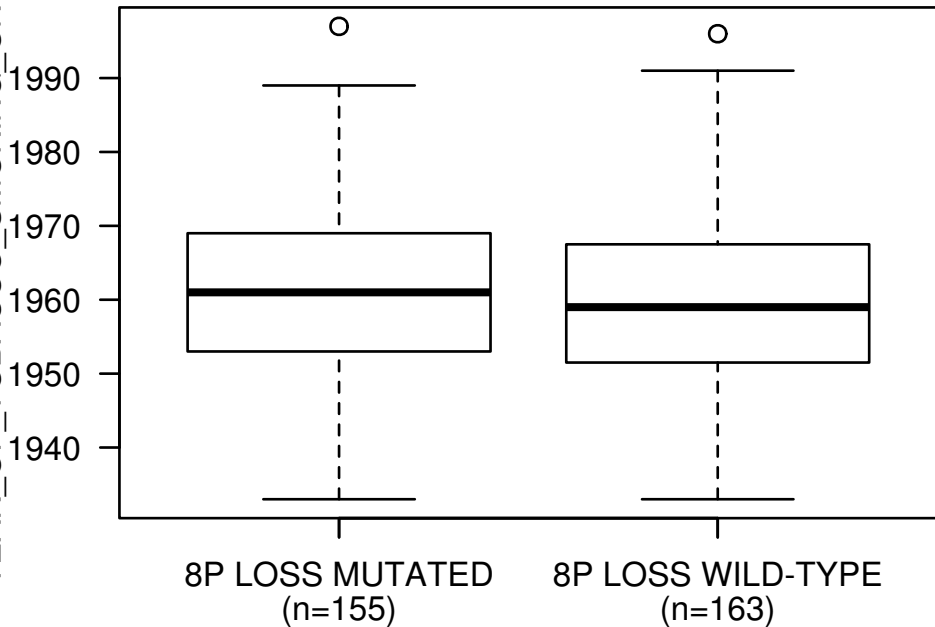 1990
1980
1970
1960
1950
1940
8P LOSS MUTATED
(n=155)
8P LOSS WILD-TYPE
(n=163)